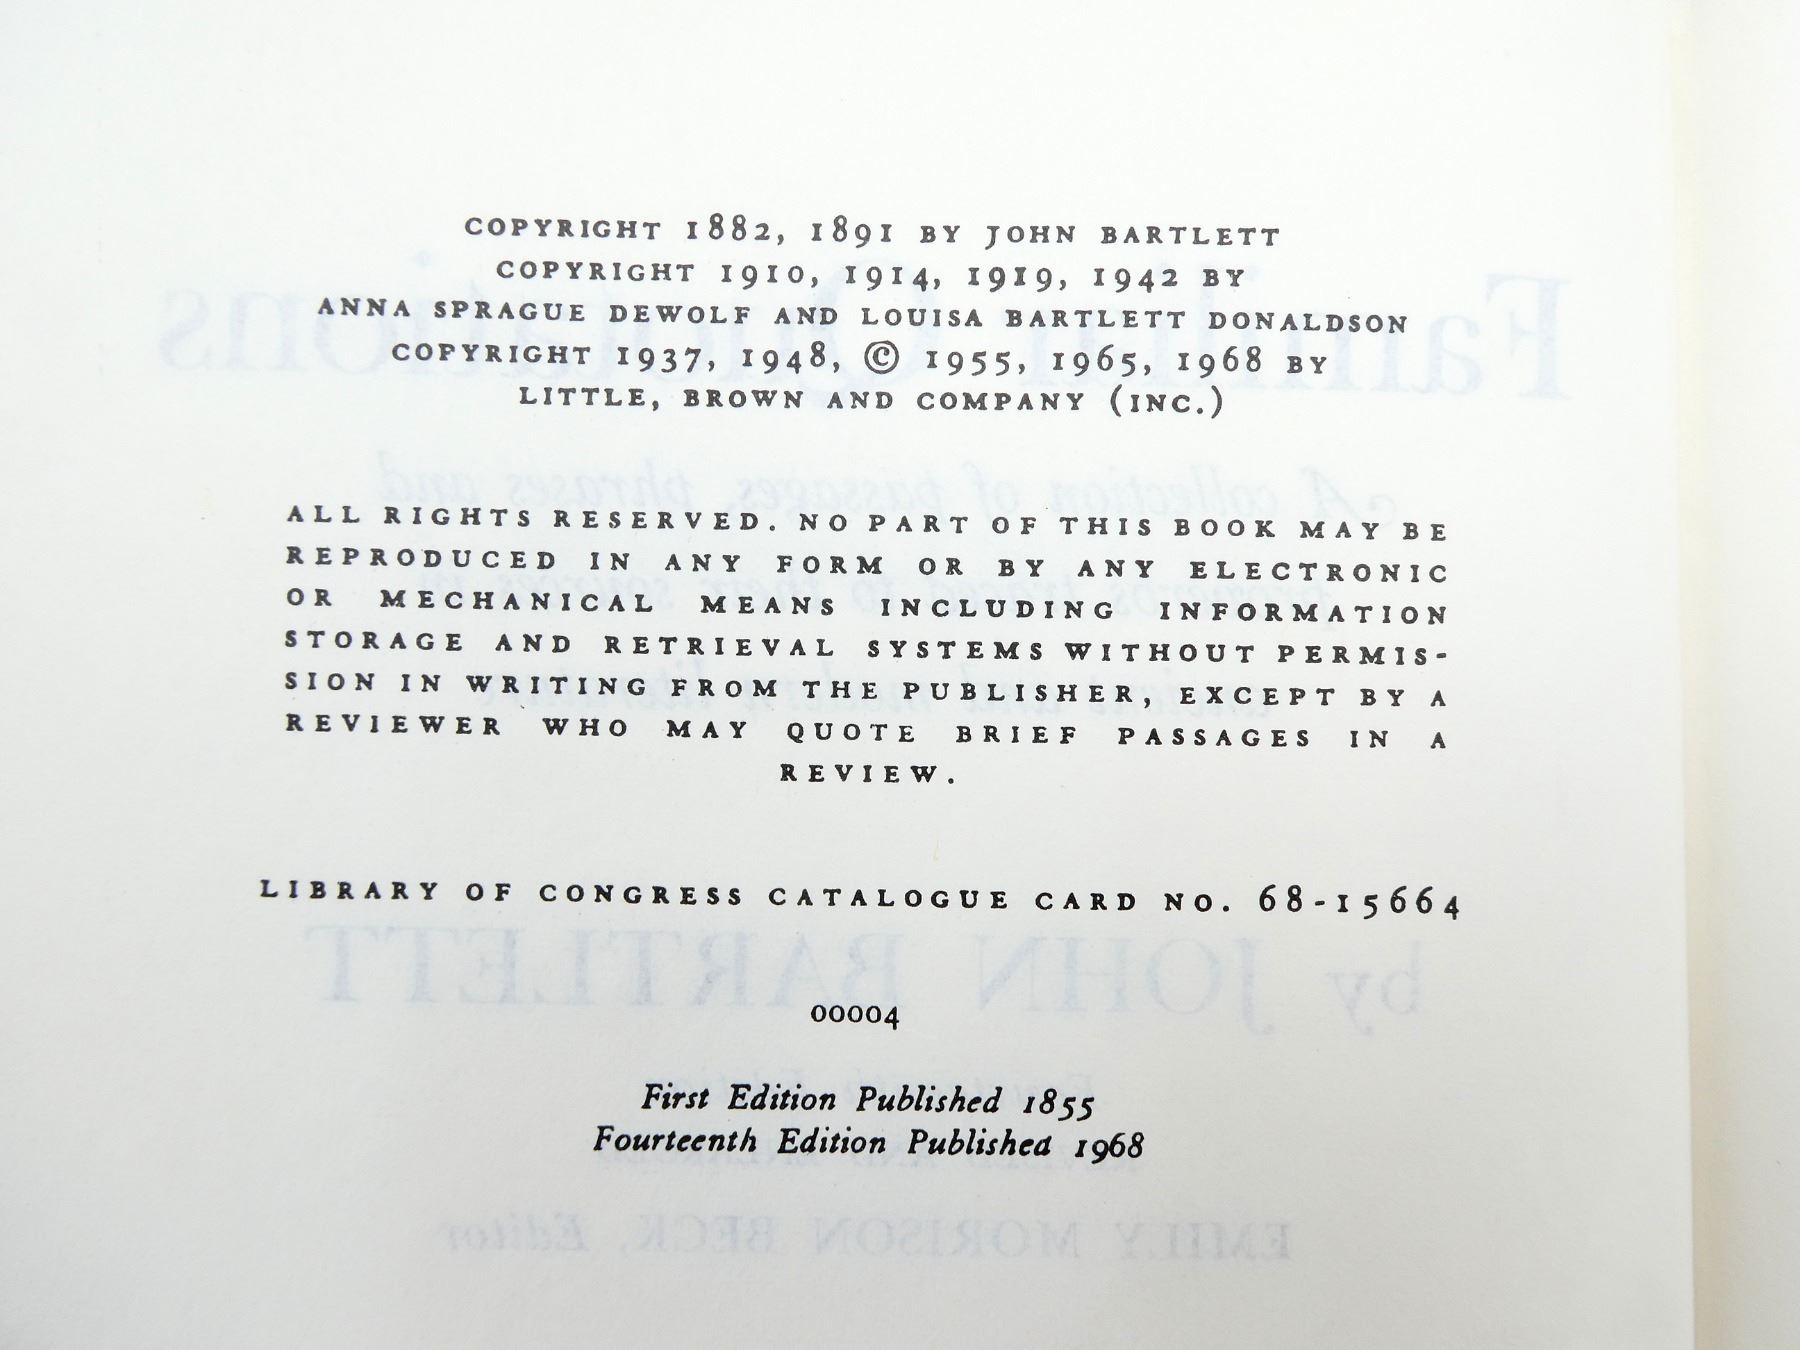 COPYRIGHT 1882, 1891 BY JOHN BARTLETT
COPYRIGHT 1910, 1914, 1919, 1942 BY
ANNA SPRAGUE DEWOLF AND LOUISA BARTLETT DONALDSON
COPYRIGHT 1937, 1948, © 1955, 1965, 1968 BY
LITTLE, BROWN AND COMPANY (INC.)
ALL RIGHTS RESERVED. NO PART OF THIS BOOK MAY BE
REPRODUCED IN ANY FORM OR BY ANY ELECTRONIC
OR MECHANICAL MEANS INCLUDING INFORMATION
STORAGE AND RETRIEVAL SYSTEMS WITHOUT PERMIS-
SION IN WRITING FROM THE PUBLISHER, EXCEPT BY A
REVIEWER WHO MAY QUOTE BRIEF PASSAGES IN A
REVIEW.
LIBRARY OF CONGRESS CATALOGUE CARD NO. 68-15664
00004
First Edition Published 1855
Fourteenth Edition Published 1968